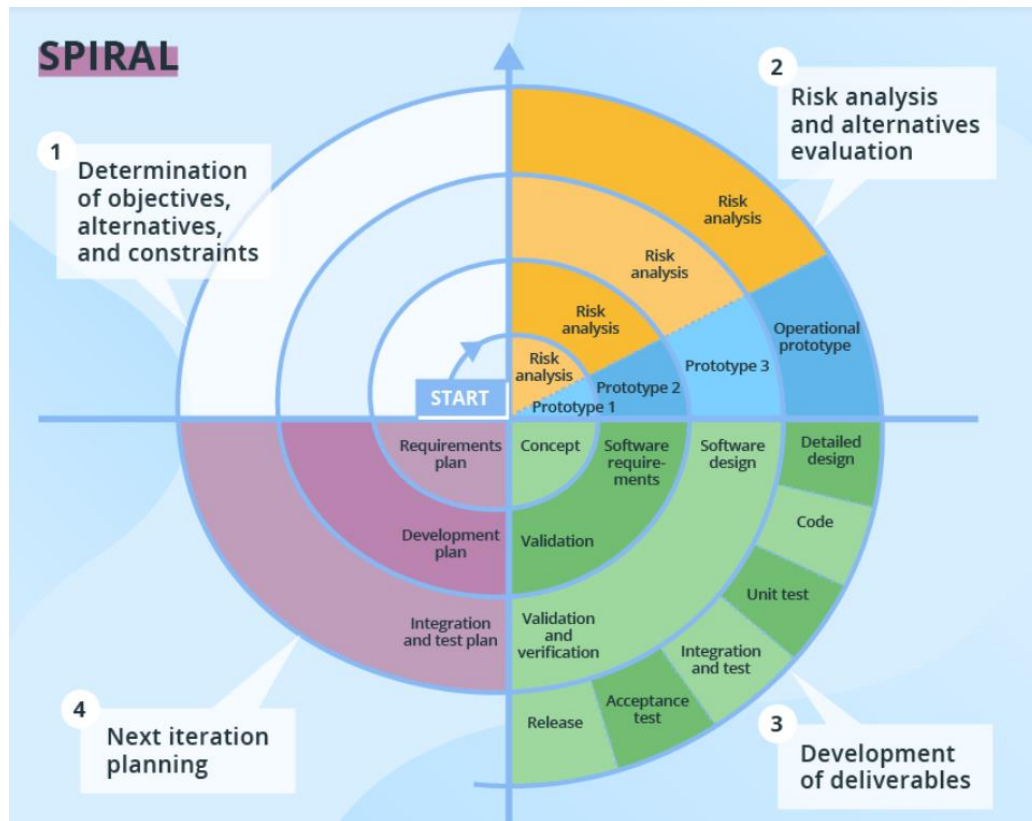 SPIRAL
1
Determination
of objectives,
alternatives,
and constraints
2
Risk analysis
and alternatives
evaluation
Risk
analysis
Risk
analysis
Risk
analysis
Risk
analysis
Operational
prototype
Prototype 3
Prototype 2
Prototype 1
START
Requirements
plan
Concept
Software
require-
ments
Software
design
Detailed
design
Code
Development
plan
Validation
Unit test
Integration
and test plan
Validation
and
verification
Integration
and test
Acceptance
test
Release
4
Next iteration
planning
3
Development
of deliverables